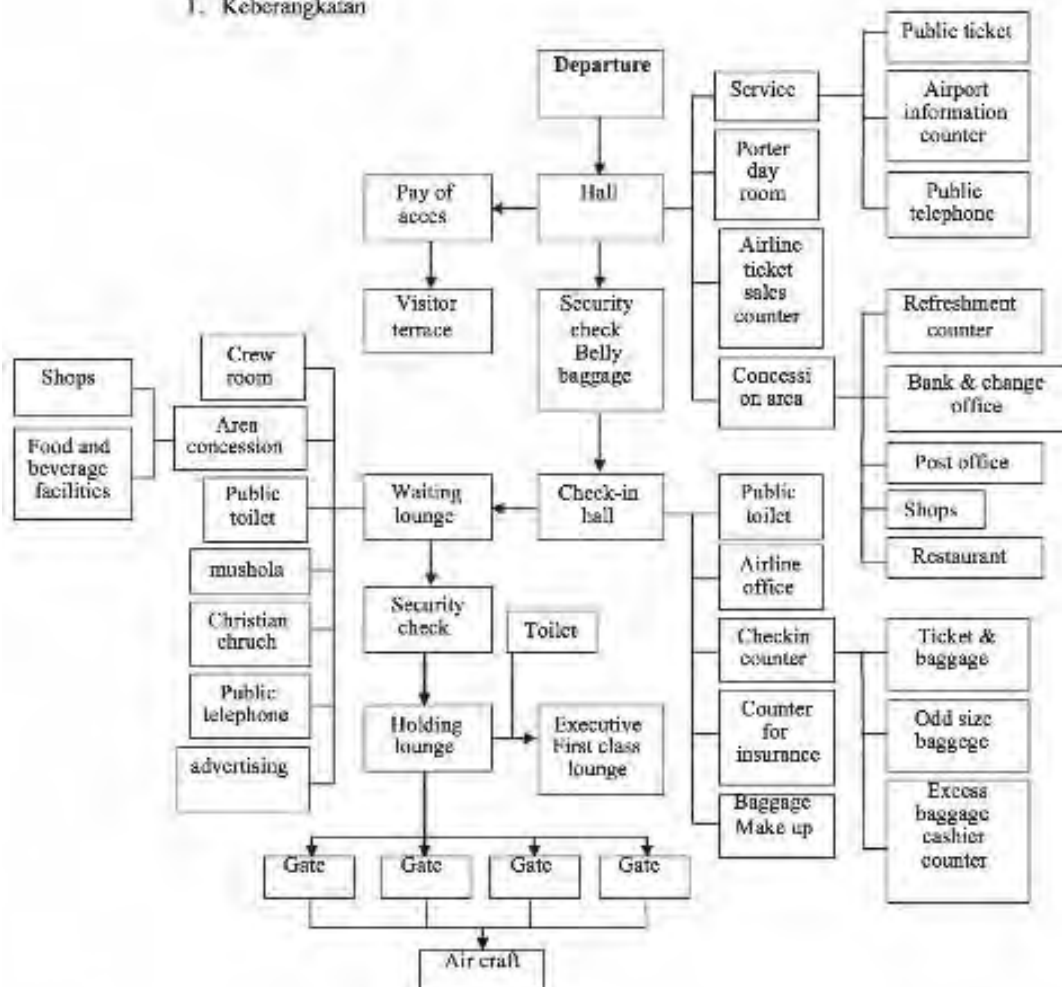 1. Keberangkatan
Departure
Hall
Pay of
acces
Visitor
terrace
Security
check
Belly
baggage
Check-in
hall
Service
Porter
day
room
Airline
ticket
sales
counter
Concessi
on area
Public ticket
Airport
information
counter
Public
telephone
Refreshment
counter
Bank & change
office
Post office
Shops
Restaurant
Public
toilet
Airline
office
Checkin
counter
Counter
for
insurance
Baggage
Make up
Ticket &
baggage
Odd size
baggege
Excess
baggage
cashier
counter
Waiting
lounge
Crew
room
Area
concession
Shops
Food and
beverage
facilities
Public
toilet
mushola
Christian
chruch
Public
telephone
advertising
Security
check
Toilet
Holding
lounge
Executive
First class
lounge
Gate
Gate
Gate
Gate
Air craft